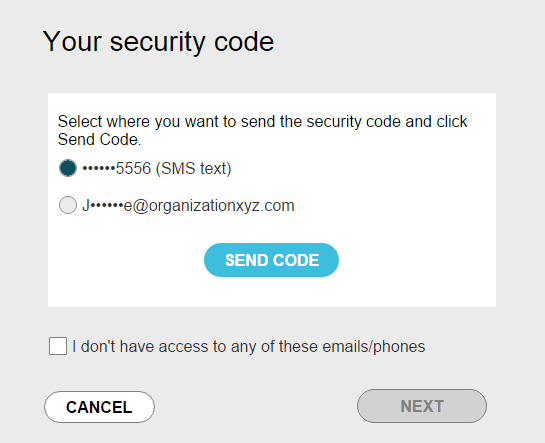 Your security code
Select where you want to send the security code and click
Send Code.
••••••5556 (SMS text)
J••••••e@organizationxyz.com
SEND CODE
I don't have access to any of these emails/phones
CANCEL
NEXT